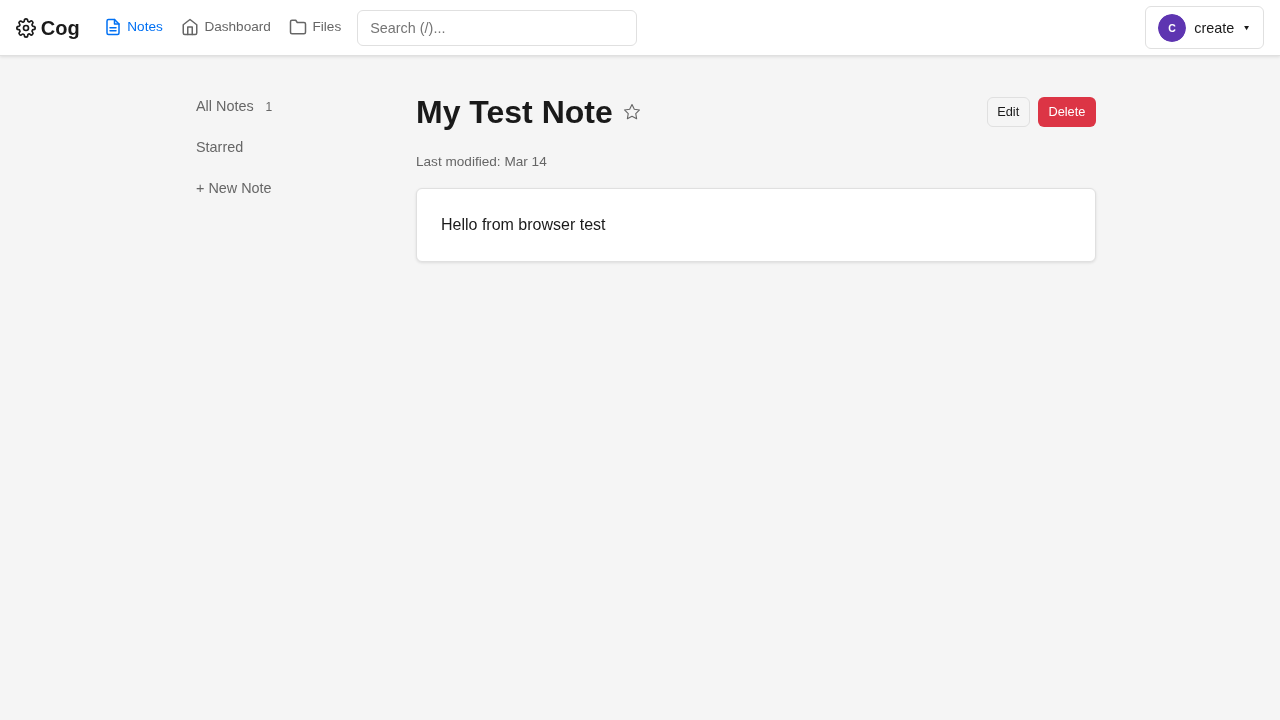 Cog
Notes
Dashboard
Files
Search (/)...
C
create
All Notes 1
Starred
+ New Note
My Test Note
Edit
Delete
Last modified: Mar 14
Hello from browser test